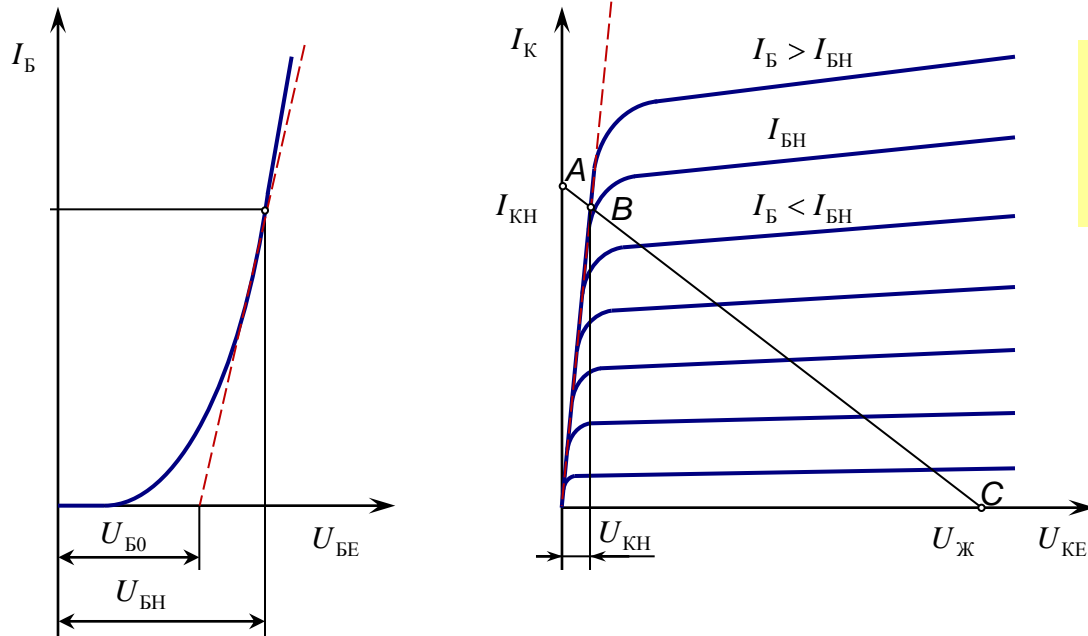 I_Б
U_Б0
U_БЕ
U_БН
I_К
I_Б > I_БН
I_БН
A
I_КН
B
I_Б < I_БН
C
U_КН
U_Ж
U_КЕ